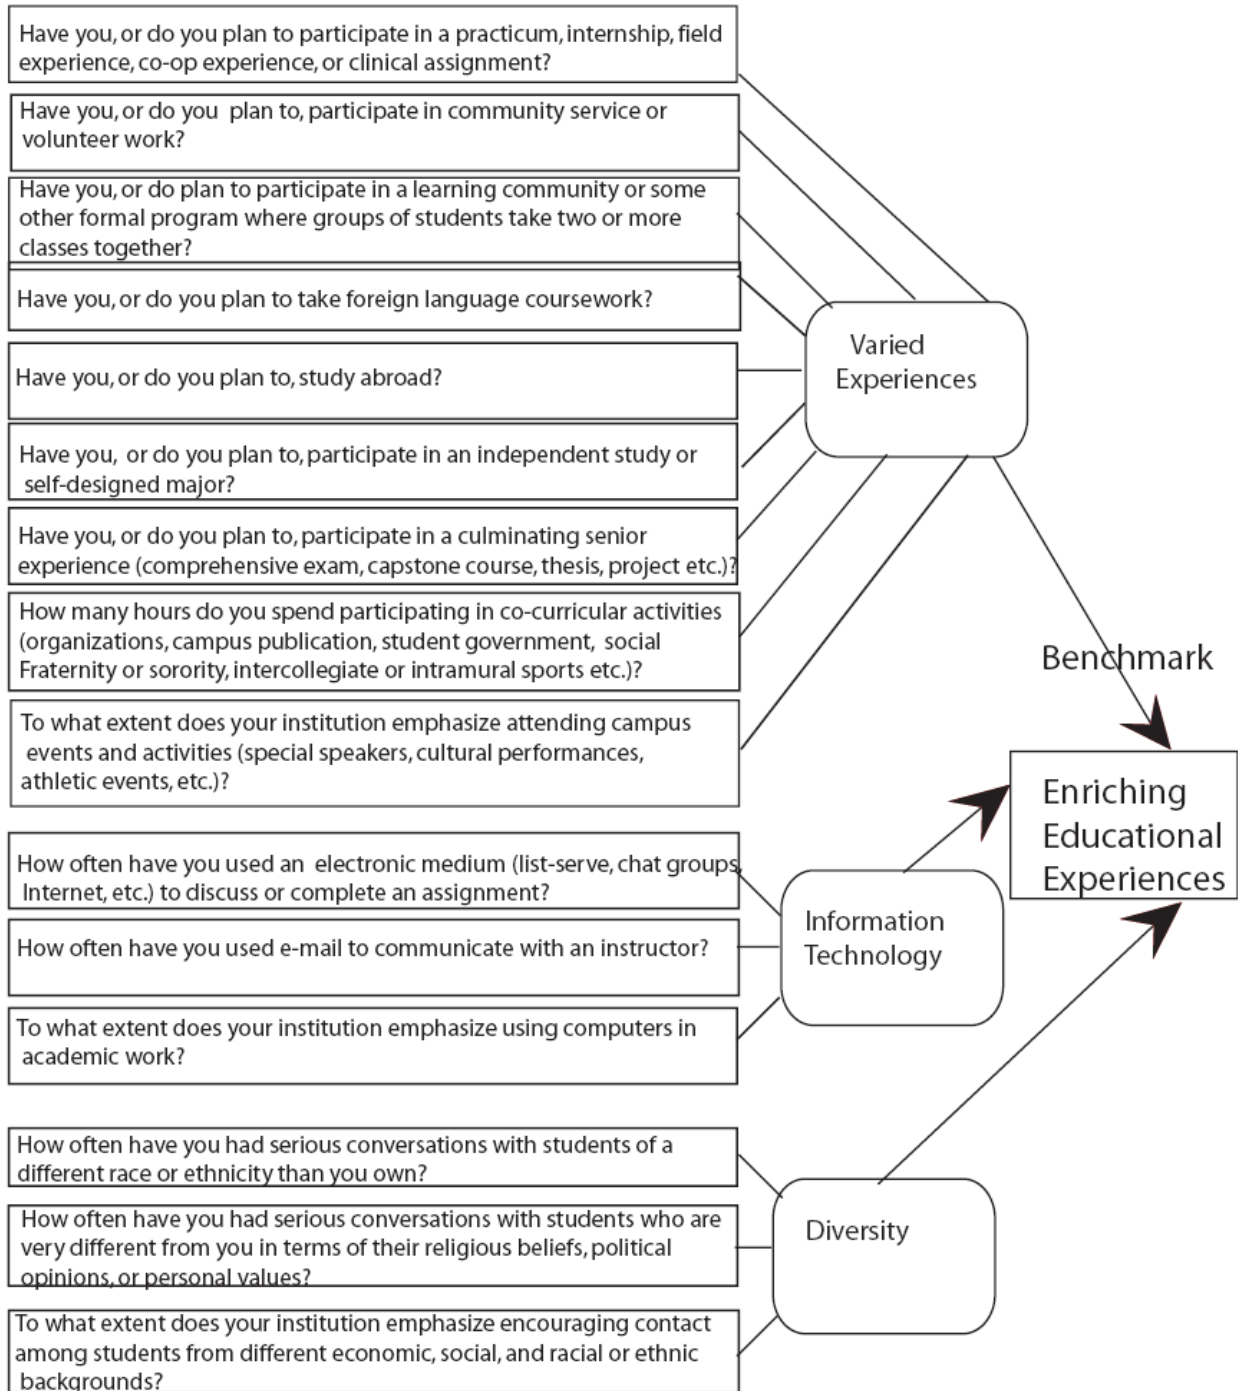 Have you, or do you plan to participate in a practicum, internship, field
experience, co-op experience, or clinical assignment?
Have you, or do you plan to, participate in community service or
volunteer work?
Have you, or do plan to participate in a learning community or some
other formal program where groups of students take two or more
classes together?
Have you, or do you plan to take foreign language coursework?
Have you, or do you plan to, study abroad?
Have you, or do you plan to, participate in an independent study or
self-designed major?
Have you, or do you plan to, participate in a culminating senior
experience (comprehensive exam, capstone course, thesis, project etc.)?
How many hours do you spend participating in co-curricular activities
(organizations, campus publication, student government, social
Fraternity or sorority, intercollegiate or intramural sports etc.)?
To what extent does your institution emphasize attending campus
events and activities (special speakers, cultural performances,
athletic events, etc.)?
Varied
Experiences
How often have you used an electronic medium (list-serve, chat groups,
Internet, etc.) to discuss or complete an assignment?
How often have you used e-mail to communicate with an instructor?
To what extent does your institution emphasize using computers in
academic work?
Information
Technology
How often have you had serious conversations with students of a
different race or ethnicity than you own?
How often have you had serious conversations with students who are
very different from you in terms of their religious beliefs, political
opinions, or personal values?
To what extent does your institution emphasize encouraging contact
among students from different economic, social, and racial or ethnic
backgrounds?
Diversity
Benchmark
Enriching
Educational
Experiences